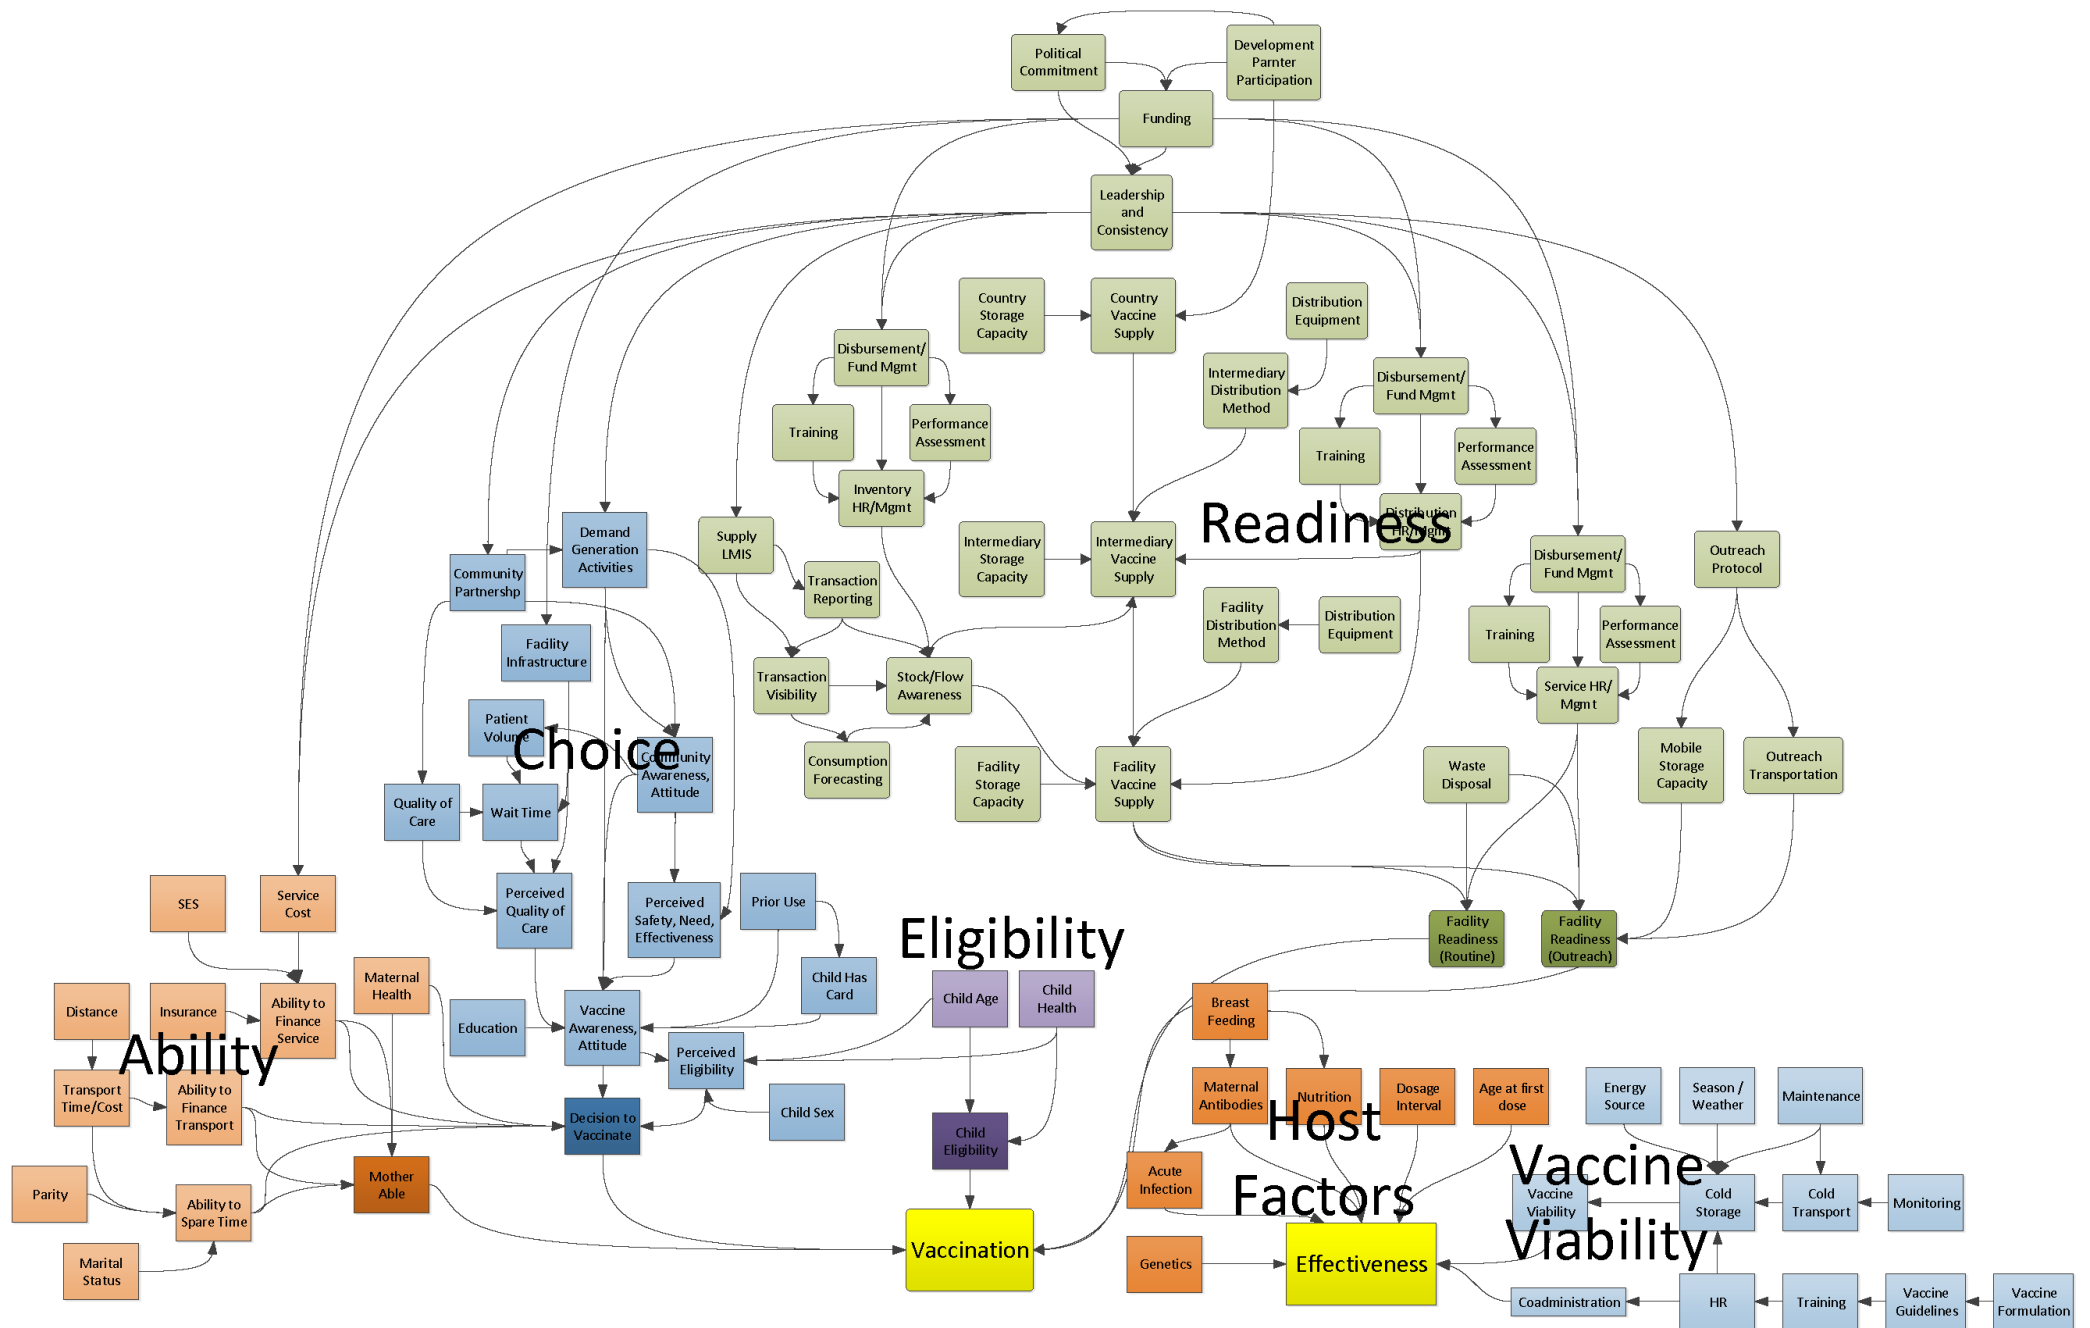 Political
Commitment
Development
Parnter
Participation
Funding
Leadership
and
Consistency
Country
Storage
Capacity
Country
Vaccine
Supply
Distribution
Equipment
Disbursement/
Fund Mgmt
Intermediary
Distribution
Method
Disbursement/
Fund Mgmt
Training
Performance
Assessment
Training
Performance
Assessment
Inventory
HR/Mgmt
Distribution
HR/Mgmt
Readiness
Demand
Generation
Activities
Supply
LMIS
Intermediary
Storage
Capacity
Intermediary
Vaccine
Supply
Disbursement/
Fund Mgmt
Outreach
Protocol
Community
Partnershp
Transaction
Reporting
Facility
Distribution
Method
Distribution
Equipment
Training
Performance
Assessment
Facility
Infrastructure
Transaction
Visibility
Stock/Flow
Awareness
Service HR/
Mgmt
Patient
Volume
Choice
Community
Awareness,
Attitude
Consumption
Forecasting
Facility
Storage
Capacity
Facility
Vaccine
Supply
Waste
Disposal
Mobile
Storage
Capacity
Outreach
Transportation
Quality of
Care
Wait Time
SES
Service
Cost
Perceived
Quality of
Care
Perceived
Safety, Need,
Effectiveness
Prior Use
Eligibility
Facility
Readiness
(Routine)
Facility
Readiness
(Outreach)
Maternal
Health
Child Has
Card
Distance
Insurance
Ability to
Finance
Service
Education
Vaccine
Awareness,
Attitude
Child Age
Child
Health
Breast
Feeding
Ability
Perceived
Eligibility
Transport
Time/Cost
Ability to
Finance
Transport
Decision to
Vaccinate
Child Sex
Child
Eligibility
Maternal
Antibodies
Nutrition
Dosage
Interval
Age at first
dose
Energy
Source
Season /
Weather
Maintenance
Host
Factors
Parity
Ability to
Spare Time
Mother
Able
Acute
Infection
Vaccine
Viability
Vaccine
Viability
Cold
Storage
Cold
Transport
Monitoring
Marital
Status
Vaccination
Genetics
Effectiveness
Coadministration
HR
Training
Vaccine
Guidelines
Vaccine
Formulation